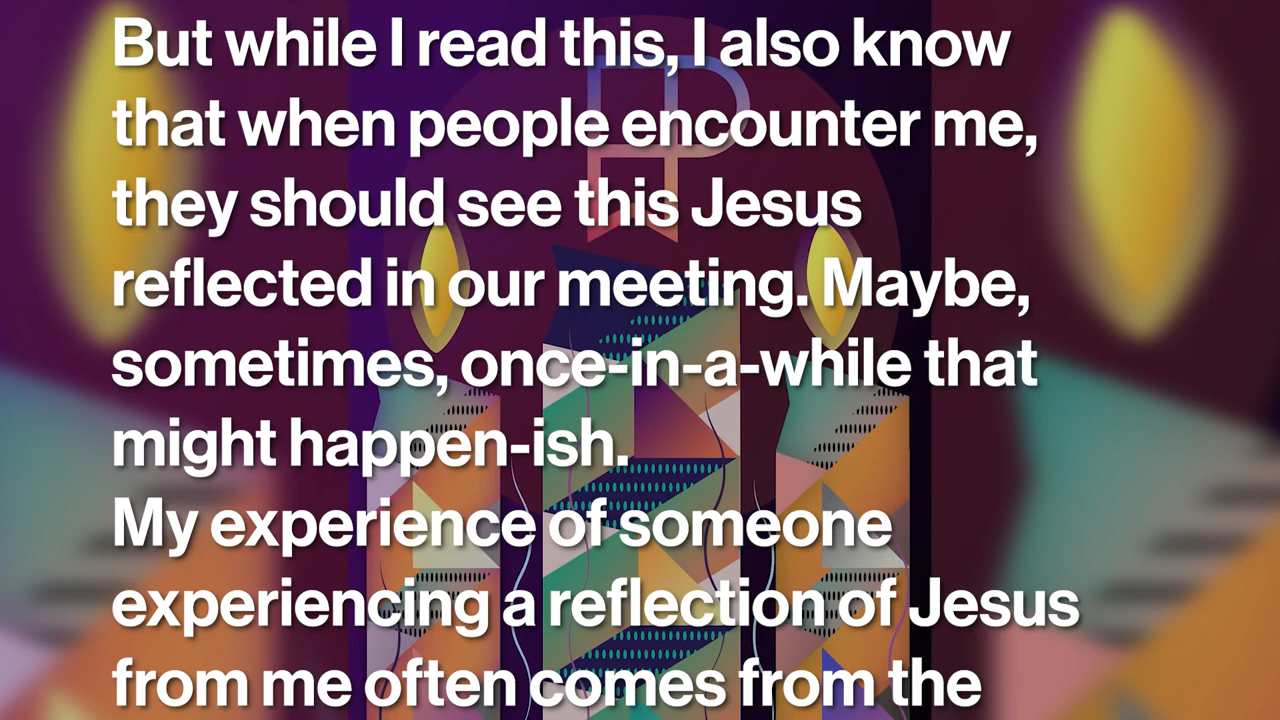 But while I read this, I also know
that when people encounter me,
they should see this Jesus
reflected in our meeting. Maybe,
sometimes, once-in-a-while that
might happen-ish.
My experience of someone
experiencing a reflection of Jesus
from me often comes from the